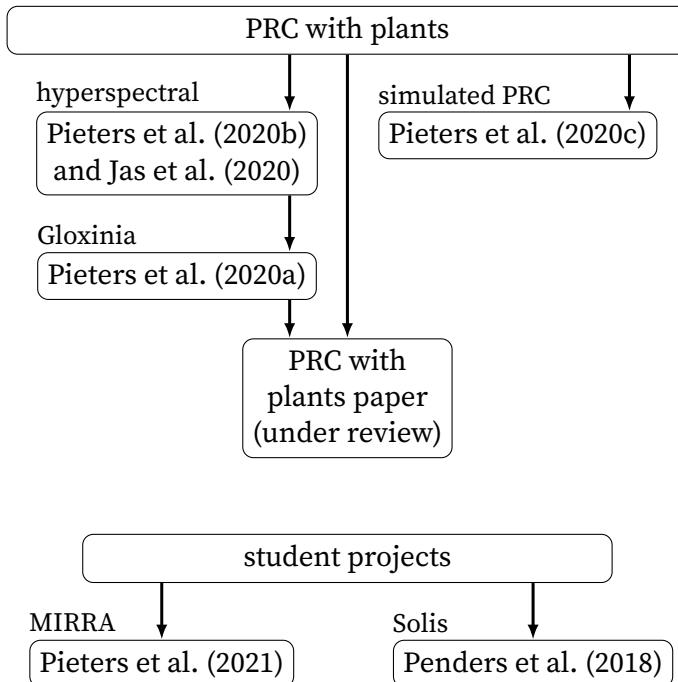 PRC with plants
hyperspectral
Pieters et al. (2020b)
and Jas et al. (2020)
simulated PRC
Pieters et al. (2020c)
Gloxinia
Pieters et al. (2020a)
PRC with
plants paper
(under review)
student projects
MIRRA
Pieters et al. (2021)
Solis
Penders et al. (2018)